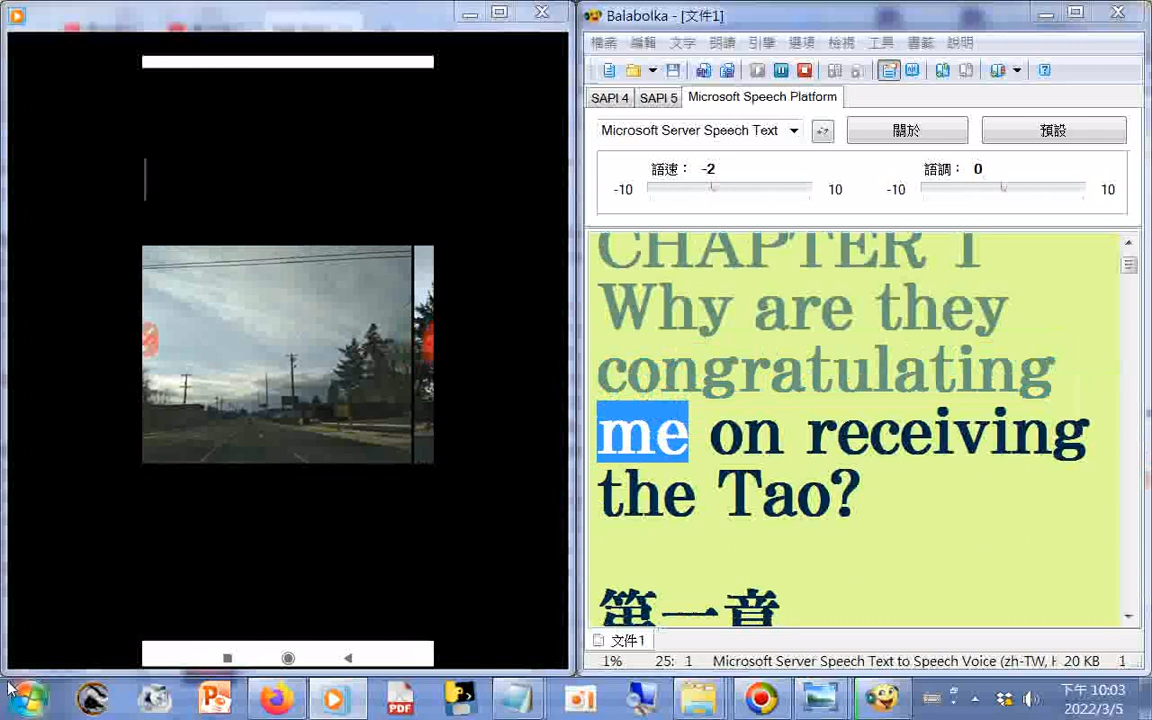 Balabolka - [文件1]
檔案 編輯 文字 朗讀 引擎 選項 檢視 工具 書籤 說明
SAPI 4 SAPI 5 Microsoft Speech Platform
Microsoft Server Speech Text 關於 預設
語速： -2 語調： 0
-10 10 -10 10
CHAPTER 1
Why are they
congratulating
me on receiving
the Tao?
第一章
文件1
1% 25: 1 Microsoft Server Speech Text to Speech Voice (zh-TW, H 20 KB 1
PDF
下午 10:03
2022/3/5